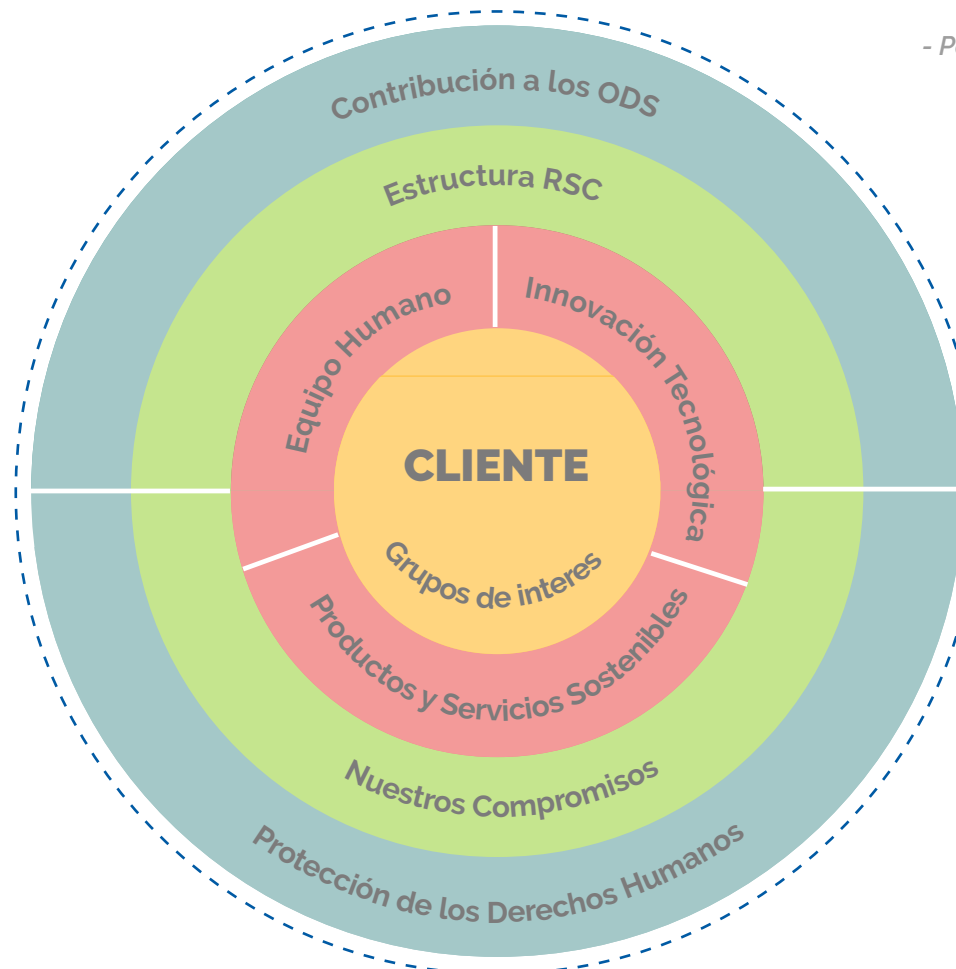 Contribución a los ODS
Estructura RSC
Equipo Humano
Innovación Tecnológica
CLIENTE
Grupos de interes
Productos y Servicios Sostenibles
Nuestros Compromisos
Protección de los Derechos Humanos